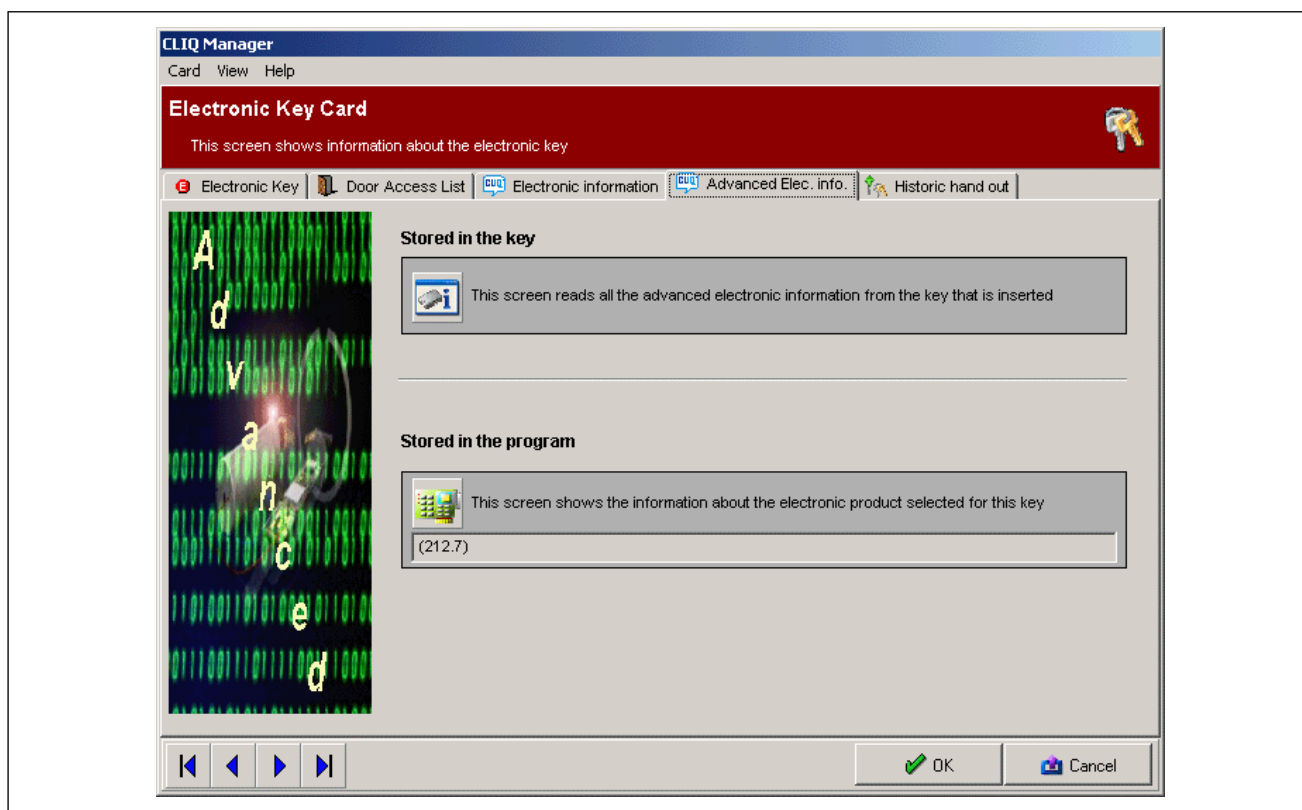 CLIQ Manager
Card View Help
Electronic Key Card
This screen shows information about the electronic key
Electronic Key Door Access List CLIQ Electronic information CLIQ Advanced Elec. info. Historic hand out
Advanced
Stored in the key
This screen reads all the advanced electronic information from the key that is inserted
Stored in the program
This screen shows the information about the electronic product selected for this key
(212.7)
OK Cancel